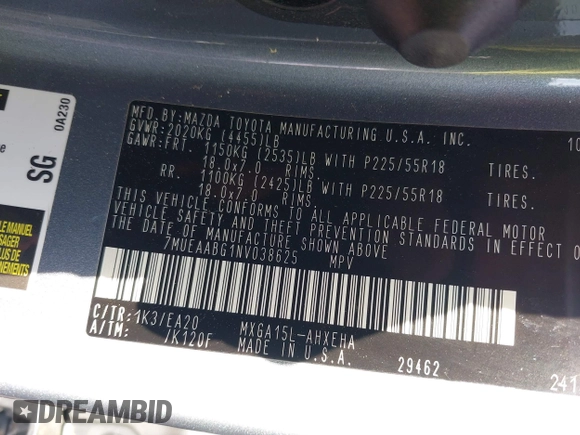 MFD.BY:MAZDA TOYOTA MANUFACTURING U.S.A. INC. 10
GVWR:2020KG (4455)LB
GAWR:FRT. 1150KG (2535)LB WITH P225/55R18 TIRES.
18.0x7.0 RIMS.
RR. 1100KG (2425)LB WITH P225/55R18 TIRES.
18.0x7.0 RIMS.
THIS VEHICLE CONFORMS TO ALL APPLICABLE FEDERAL MOTOR
VEHICLE SAFETY AND THEFT PREVENTION STANDARDS IN EFFECT O
THE DATE OF MANUFACTURE SHOWN ABOVE
7MUEAABG1NV038625 MPV
C/TR:1K3/EA20 MXGA15L-AHXEHA
A/TM: /K120F MADE IN U.S.A. 29462 241
0A230
SG
MANUEL
DREAMBID